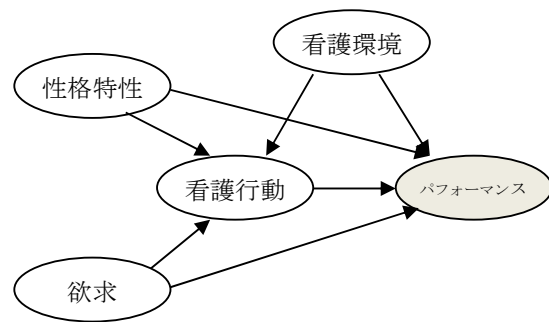 看護環境
性格特性
看護行動
パフォーマンス
欲求